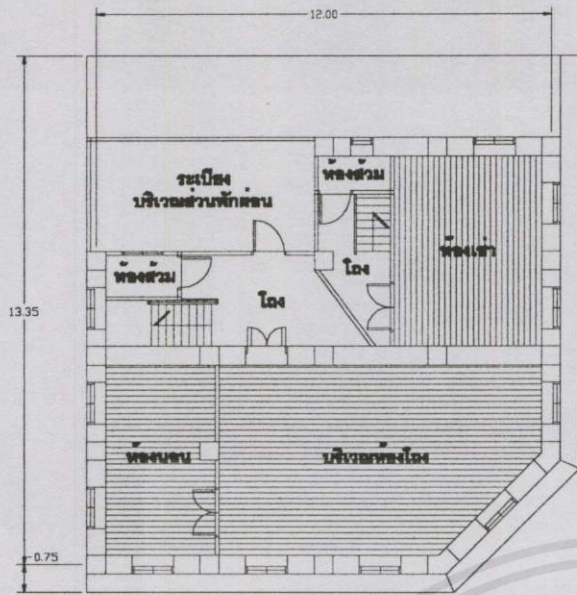 12.00
ระเบียง
บริเวณส่วนพักผ่อน
ห้องส้วม
ห้องเช่า
ห้องส้วม
โถง
โถง
13.35
ห้องนอน
บริเวณห้องโถง
0.75